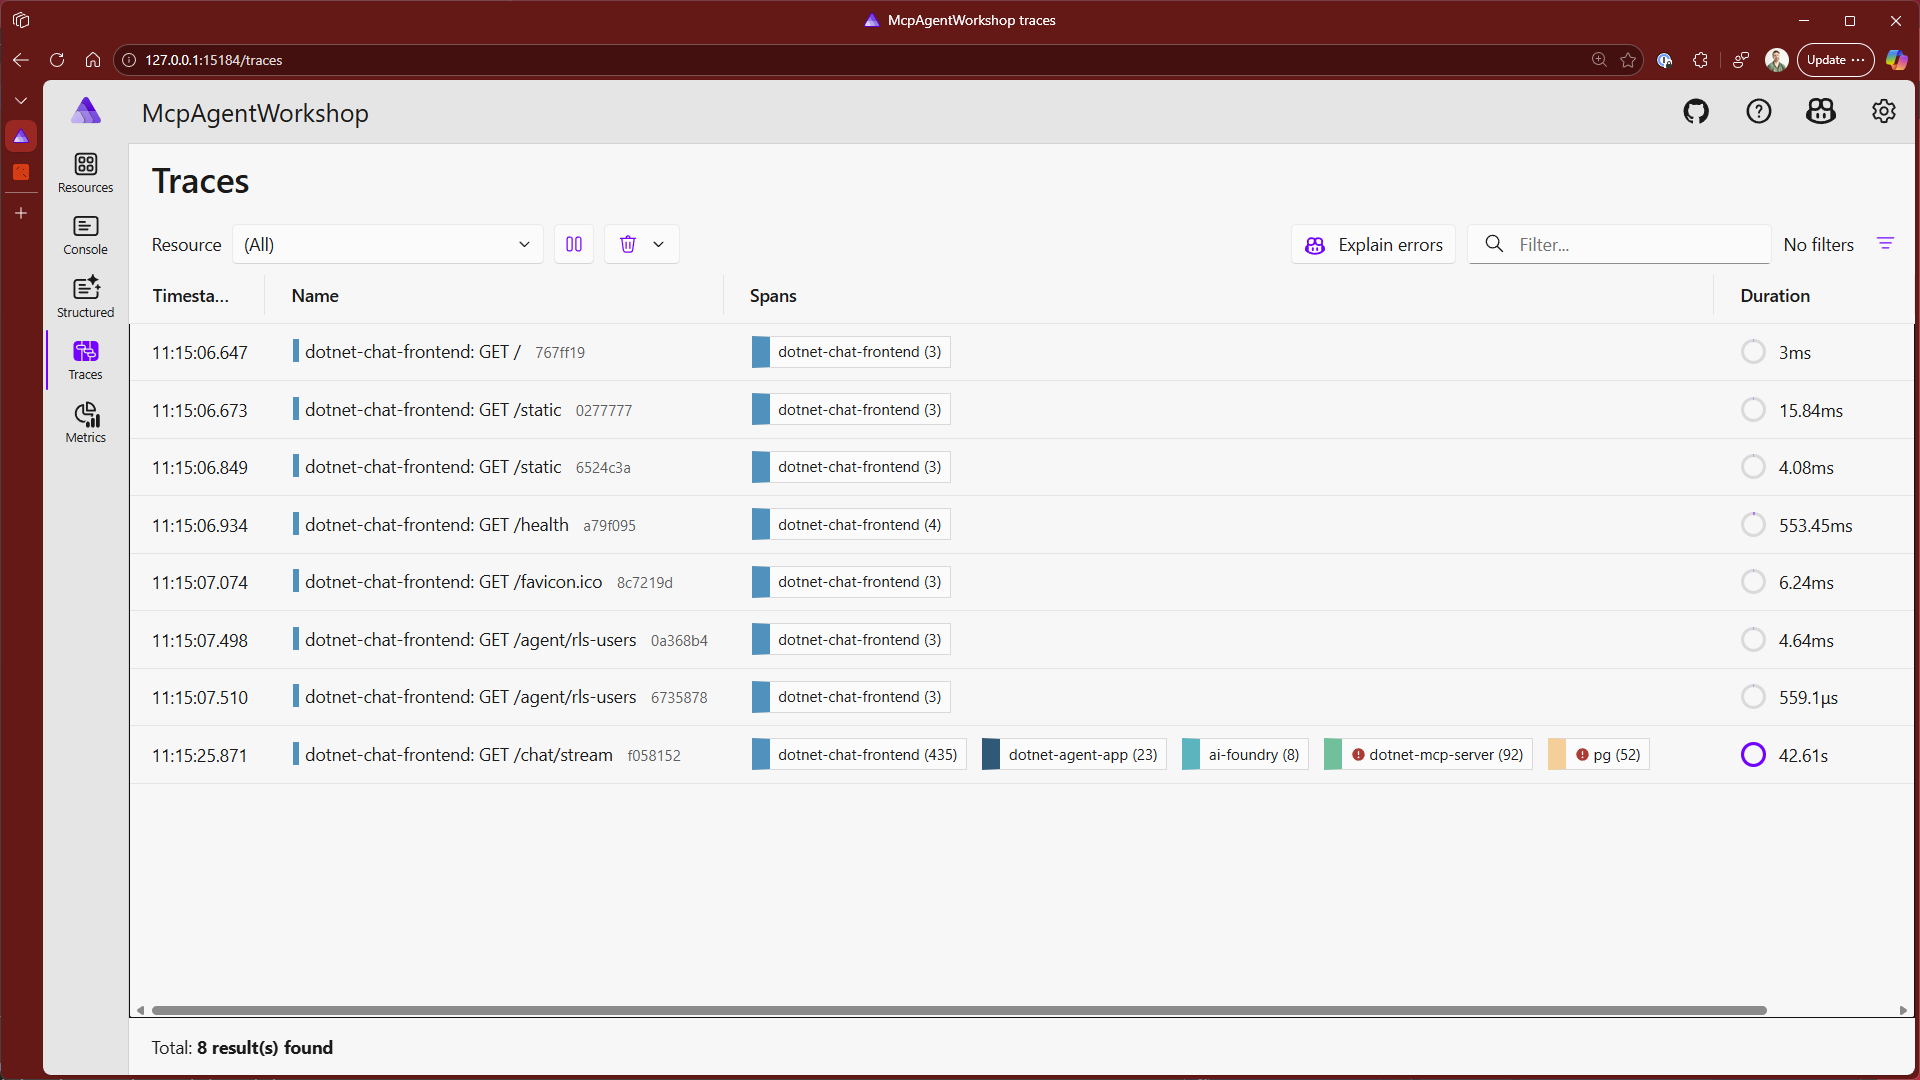 McpAgentWorkshop traces
127.0.0.1:15184/traces
Update
McpAgentWorkshop
Resources
Console
Structured
Traces
Metrics
Traces
Resource (All) Explain errors Filter... No filters
Timesta... Name Spans Duration
11:15:06.647 dotnet-chat-frontend: GET / 767ff19 dotnet-chat-frontend (3) 3ms
11:15:06.673 dotnet-chat-frontend: GET /static 0277777 dotnet-chat-frontend (3) 15.84ms
11:15:06.849 dotnet-chat-frontend: GET /static 6524c3a dotnet-chat-frontend (3) 4.08ms
11:15:06.934 dotnet-chat-frontend: GET /health a79f095 dotnet-chat-frontend (4) 553.45ms
11:15:07.074 dotnet-chat-frontend: GET /favicon.ico 8c7219d dotnet-chat-frontend (3) 6.24ms
11:15:07.498 dotnet-chat-frontend: GET /agent/rls-users 0a368b4 dotnet-chat-frontend (3) 4.64ms
11:15:07.510 dotnet-chat-frontend: GET /agent/rls-users 6735878 dotnet-chat-frontend (3) 559.1μs
11:15:25.871 dotnet-chat-frontend: GET /chat/stream f058152 dotnet-chat-frontend (435) dotnet-agent-app (23) ai-foundry (8) dotnet-mcp-server (92) pg (52) 42.61s
Total: 8 result(s) found